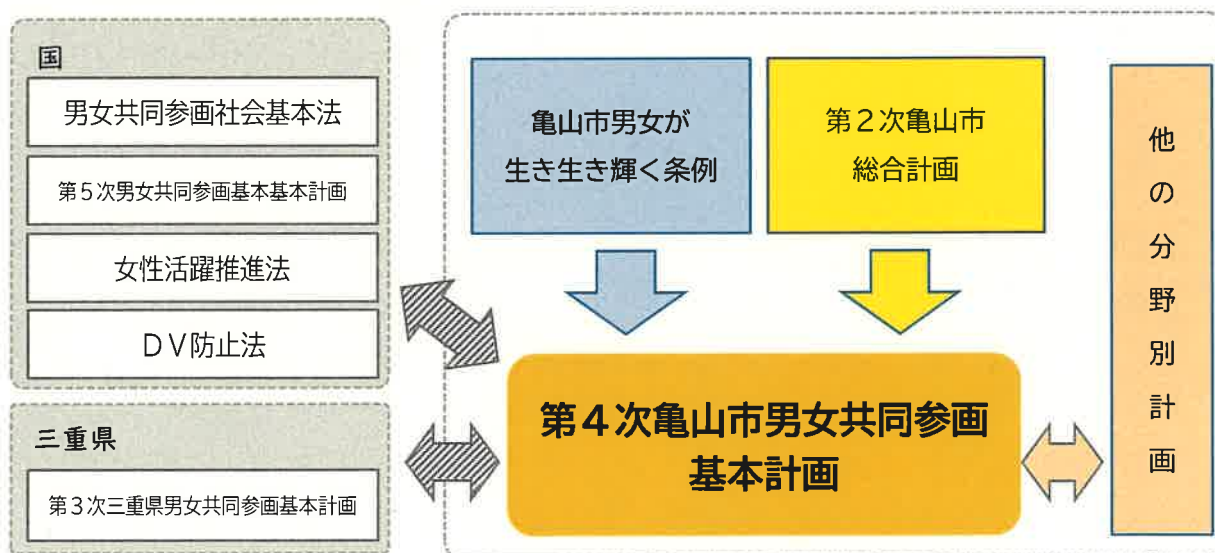 国
男女共同参画社会基本法
第5次男女共同参画基本基本計画
女性活躍推進法
DV防止法
三重県
第3次三重県男女共同参画基本計画
亀山市男女が
生き生き輝く条例
第2次亀山市
総合計画
第4次亀山市男女共同参画
基本計画
他の分野別計画